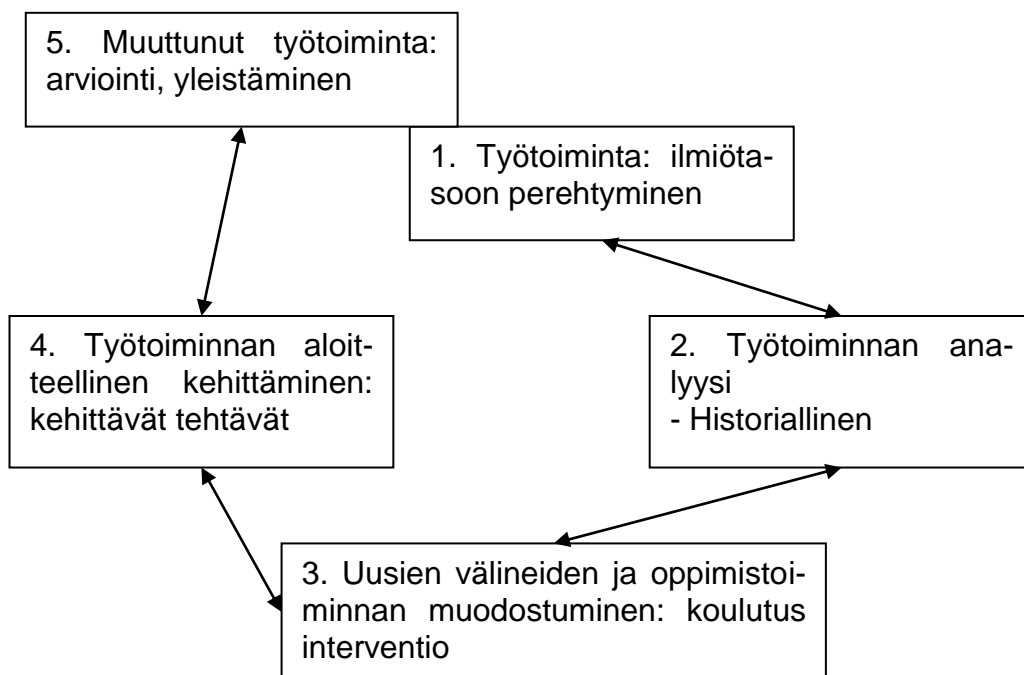 5. Muuttunut työtoiminta:
arviointi, yleistäminen
1. Työtoiminta: ilmiöta-
soon perehtyminen
4. Työtoiminnan aloit-
teellinen kehittäminen:
kehittävät tehtävät
2. Työtoiminnan ana-
lyysi
- Historiallinen
3. Uusien välineiden ja oppimistoi-
minnan muodostuminen: koulutus
interventio